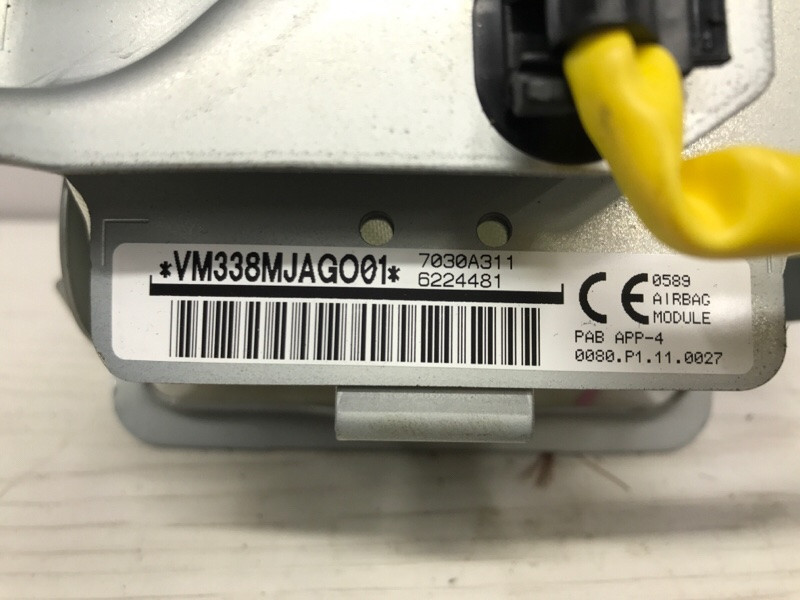 *VM338MJAGO01*
7030A311
6224481
CE 0589
AIRBAG
MODULE
PAB APP-4
0080.P1.11.0027